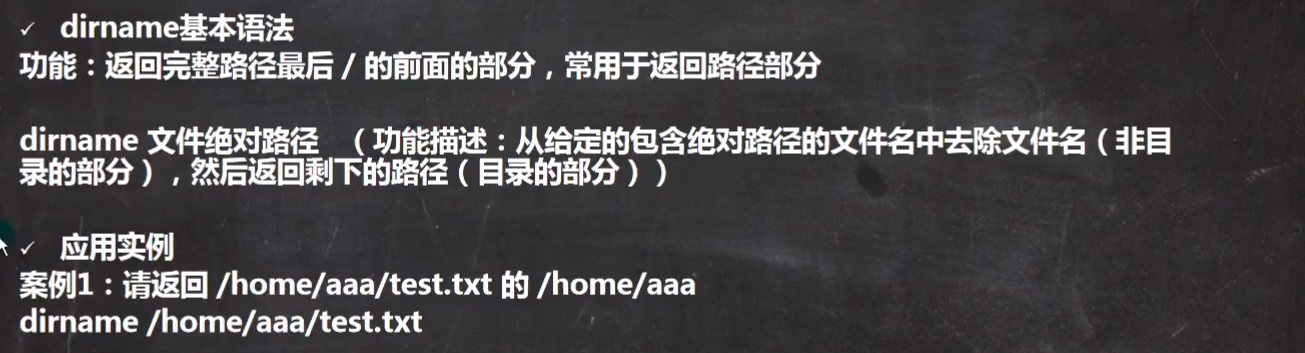 ✓ dirname基本语法
功能：返回完整路径最后 / 的前面的部分，常用于返回路径部分
dirname 文件绝对路径 （功能描述：从给定的包含绝对路径的文件名中去除文件名（非目
录的部分），然后返回剩下的路径（目录的部分））
✓ 应用实例
案例1：请返回 /home/aaa/test.txt 的 /home/aaa
dirname /home/aaa/test.txt